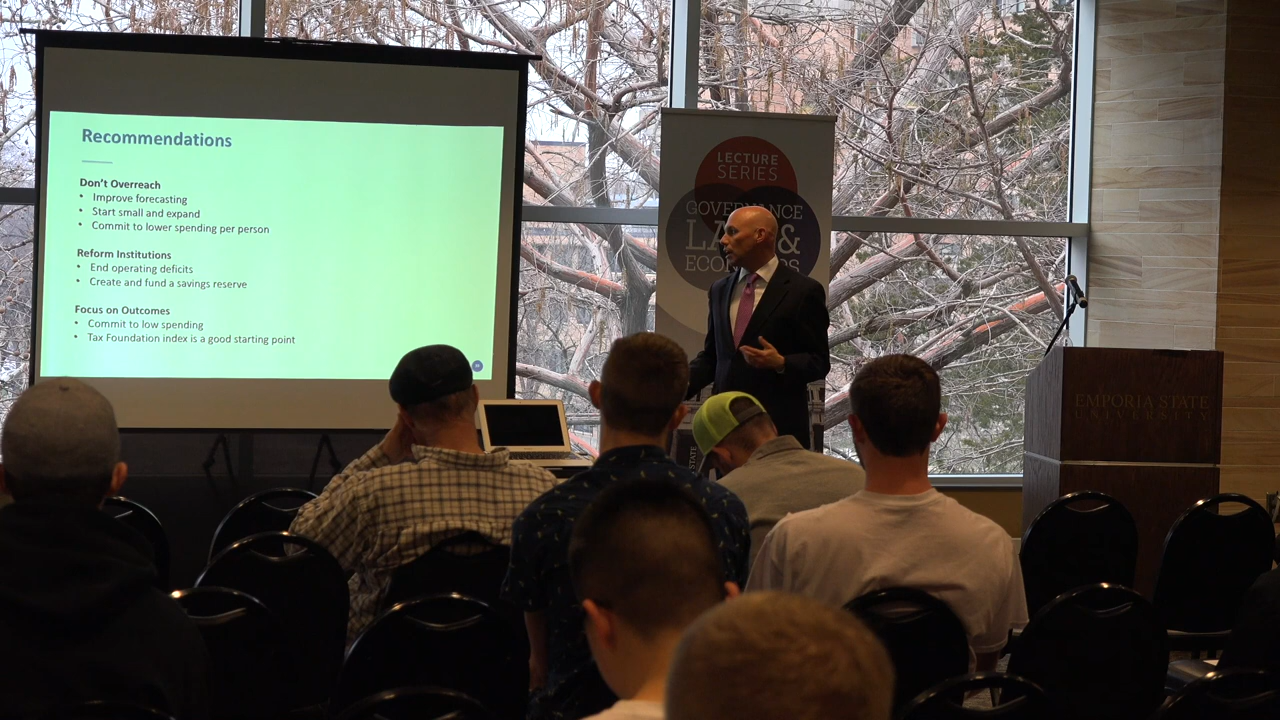 Recommendations
Don't Overreach
• Improve forecasting
• Start small and expand
• Commit to lower spending per person
Reform Institutions
• End operating deficits
• Create and fund a savings reserve
Focus on Outcomes
• Commit to low spending
• Tax Foundation index is a good starting point
LECTURE
SERIES
&
STATE
EMPORIA STATE
UNIVERSITY